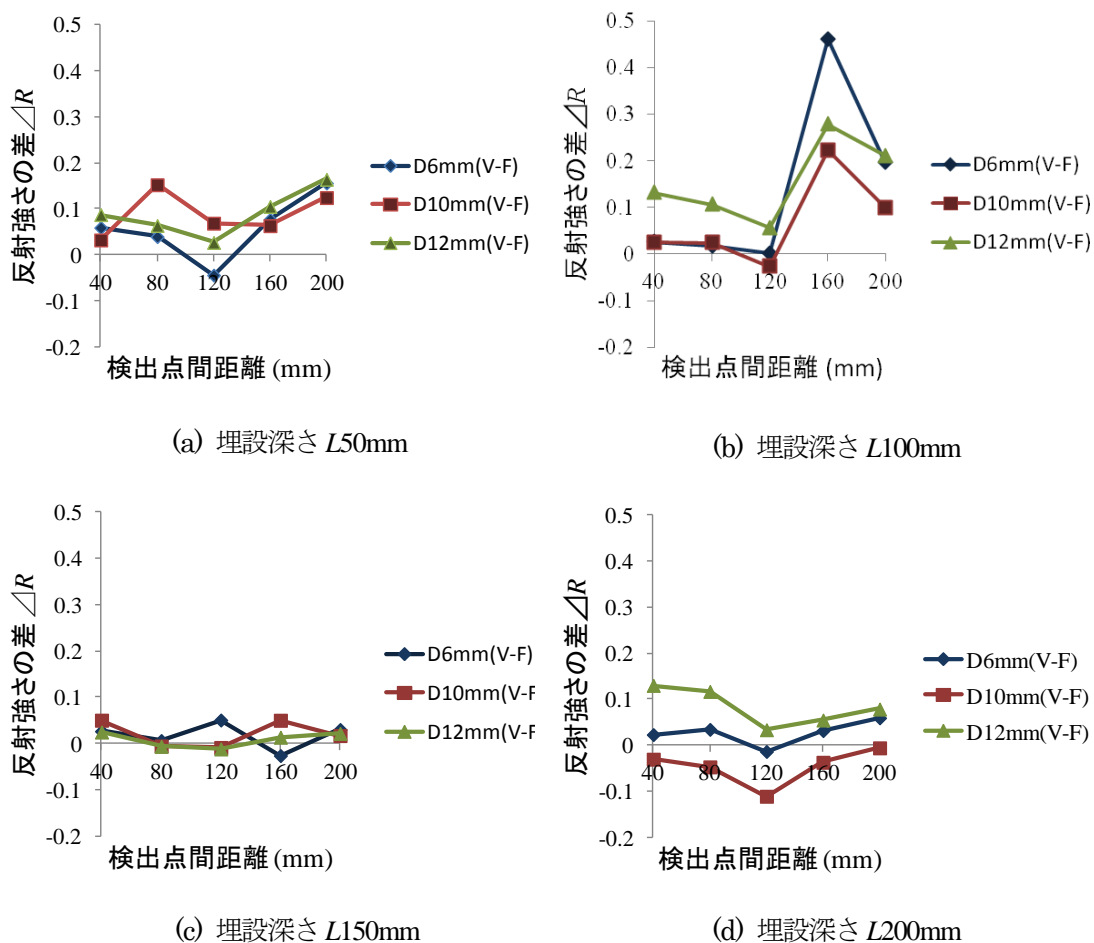 0.5
0.4
0.3
0.2
0.1
0
-0.1
-0.2
40 80 120 160 200
反射強さの差⊿R
検出点間距離 (mm)
D6mm(V-F)
D10mm(V-F)
D12mm(V-F)
(a) 埋設深さ L50mm
0.5
0.4
0.3
0.2
0.1
0
-0.1
-0.2
40 80 120 160 200
反射強さの差⊿R
検出点間距離 (mm)
D6mm(V-F)
D10mm(V-F)
D12mm(V-F)
(b) 埋設深さ L100mm
0.5
0.4
0.3
0.2
0.1
0
-0.1
-0.2
40 80 120 160 200
反射強さの差 ⊿R
検出点間距離 (mm)
D6mm(V-F)
D10mm(V-F
D12mm(V-F
(c) 埋設深さ L150mm
0.5
0.4
0.3
0.2
0.1
0
-0.1
-0.2
40 80 120 160 200
反射強さの差⊿R
検出点間距離 (mm)
D6mm(V-F)
D10mm(V-F)
D12mm(V-F)
(d) 埋設深さ L200mm